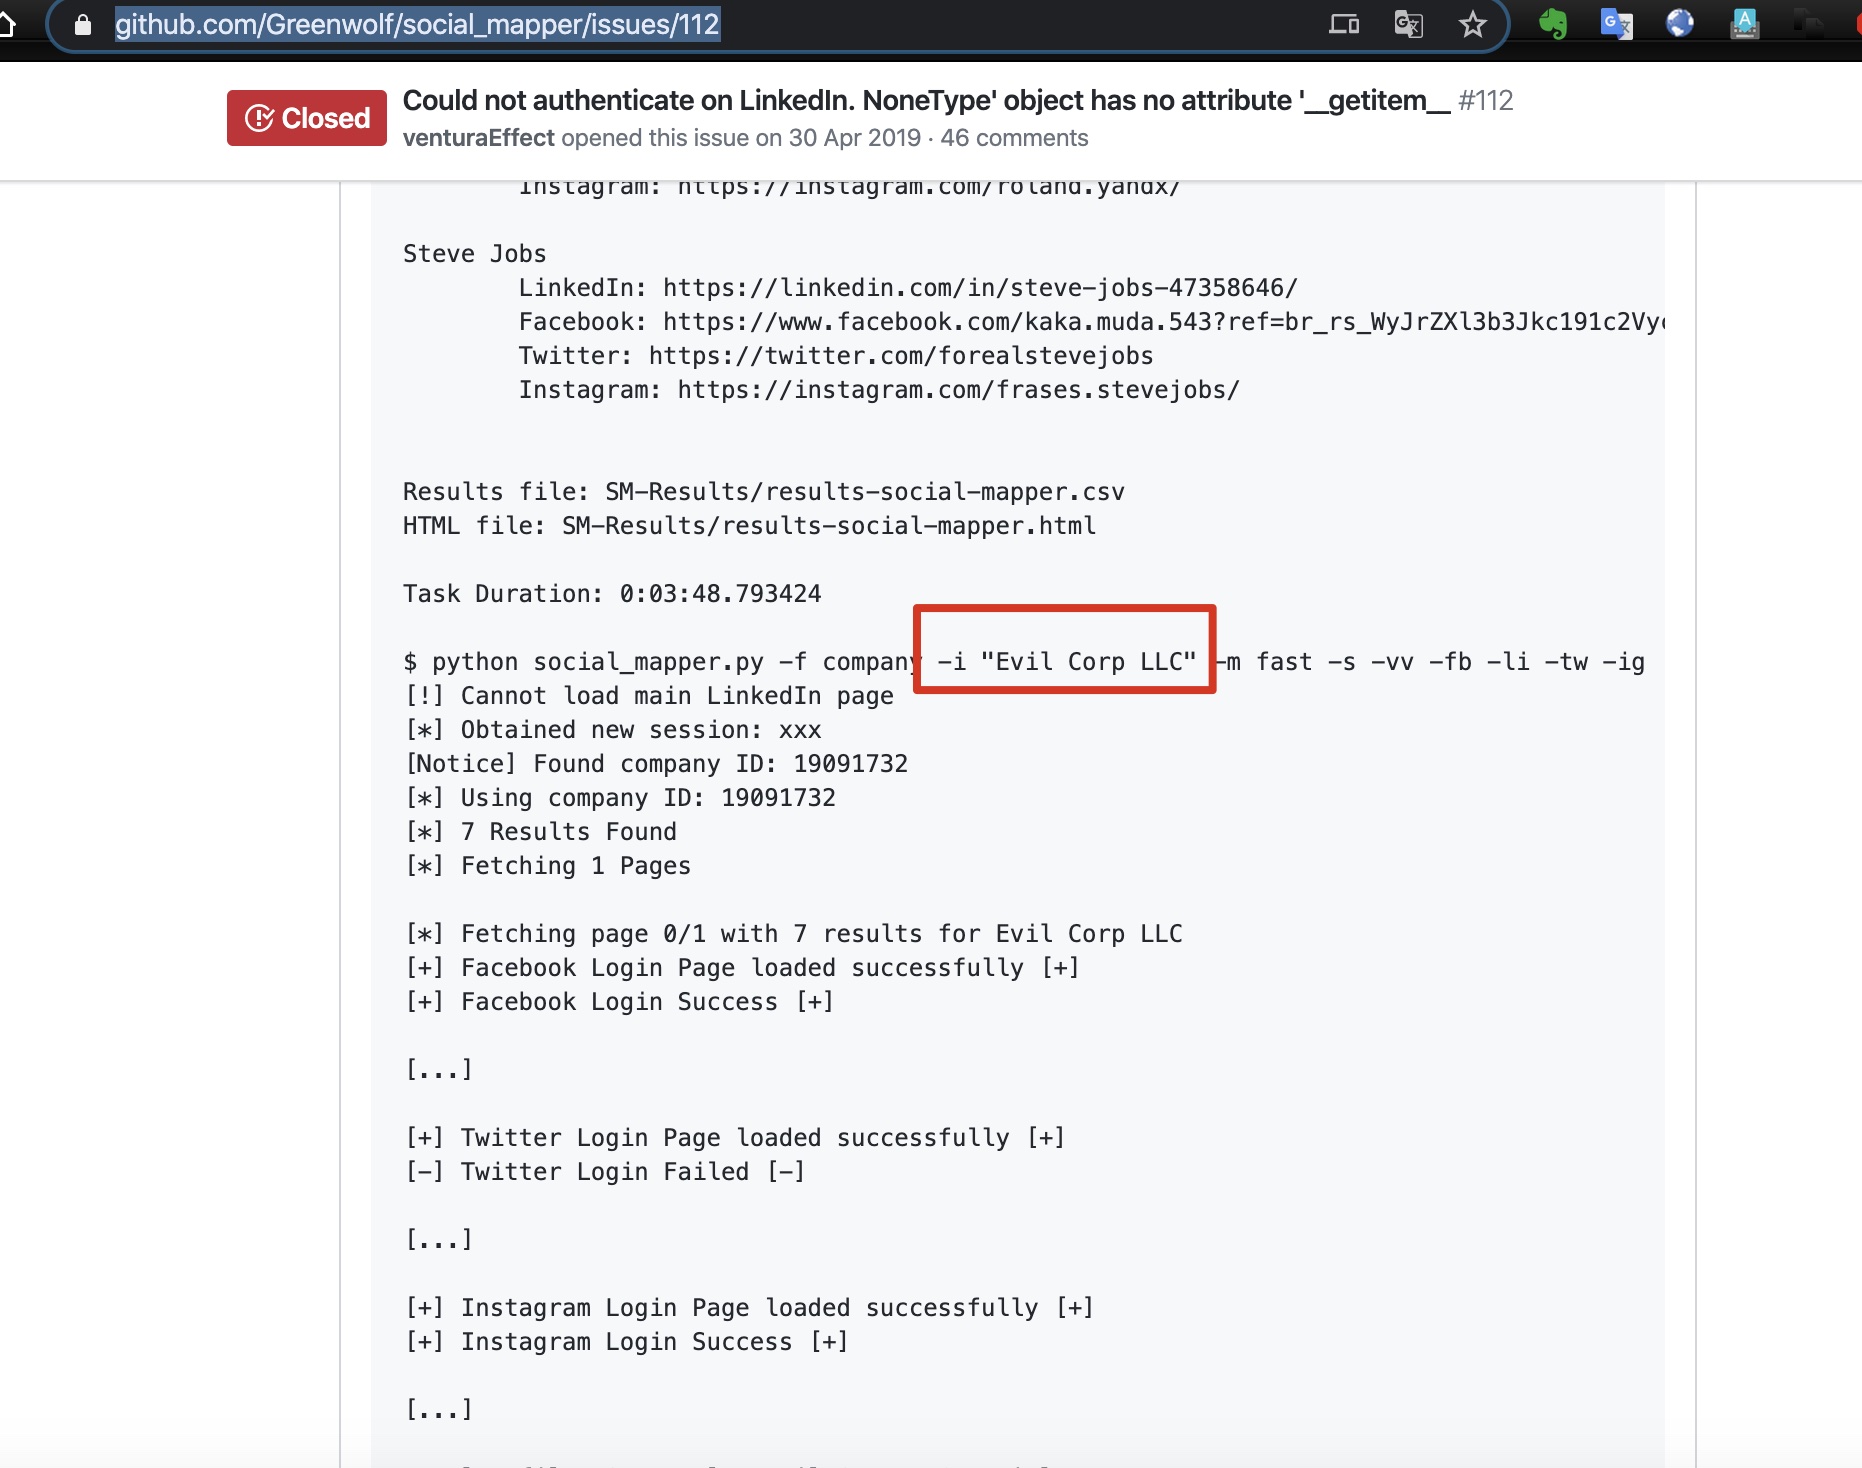 github.com/Greenwolf/social_mapper/issues/112
Closed
Could not authenticate on LinkedIn. NoneType' object has no attribute '__getitem__ #112
venturaEffect opened this issue on 30 Apr 2019 · 46 comments
Instagram: https://instagram.com/roland.yandx/
Steve Jobs
LinkedIn: https://linkedin.com/in/steve-jobs-47358646/
Facebook: https://www.facebook.com/kaka.muda.543?ref=br_rs_WyJrZXl3b3Jkc191c2Vy
Twitter: https://twitter.com/forealstevejobs
Instagram: https://instagram.com/frases.stevejobs/
Results file: SM-Results/results-social-mapper.csv
HTML file: SM-Results/results-social-mapper.html
Task Duration: 0:03:48.793424
$ python social_mapper.py -f company -i "Evil Corp LLC" -m fast -s -vv -fb -li -tw -ig
[!] Cannot load main LinkedIn page
[*] Obtained new session: xxx
[Notice] Found company ID: 19091732
[*] Using company ID: 19091732
[*] 7 Results Found
[*] Fetching 1 Pages
[*] Fetching page 0/1 with 7 results for Evil Corp LLC
[+] Facebook Login Page loaded successfully [+]
[+] Facebook Login Success [+]
[...]
[+] Twitter Login Page loaded successfully [+]
[-] Twitter Login Failed [-]
[...]
[+] Instagram Login Page loaded successfully [+]
[+] Instagram Login Success [+]
[...]